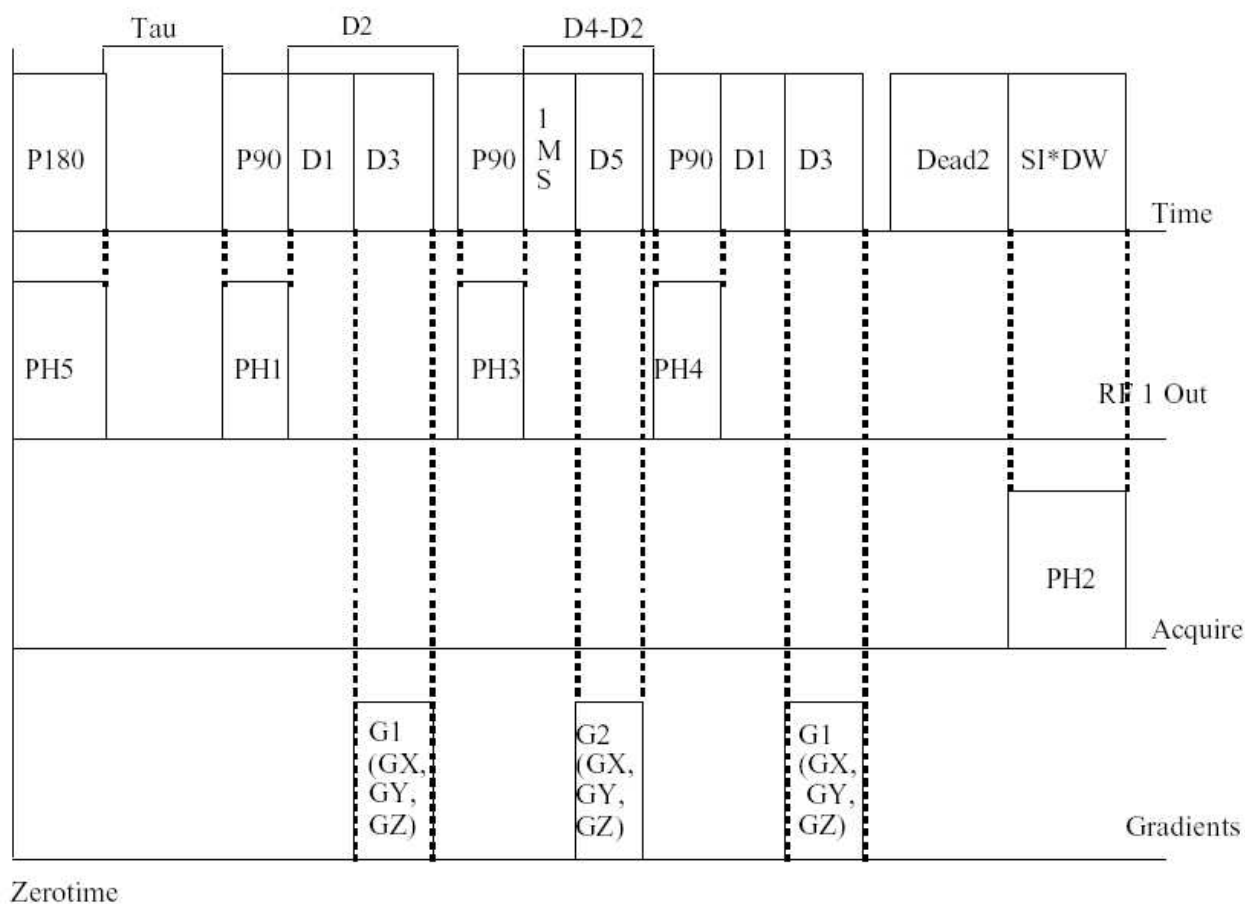 Tau
D2
D4-D2
P180
P90
D1
D3
P90
1
M
S
D5
P90
D1
D3
Dead2
SI*DW
Time
PH5
PH1
PH3
PH4
RF 1 Out
PH2
Acquire
G1
(GX,
GY,
GZ)
G2
(GX,
GY,
GZ)
G1
(GX,
GY,
GZ)
Gradients
Zerotime